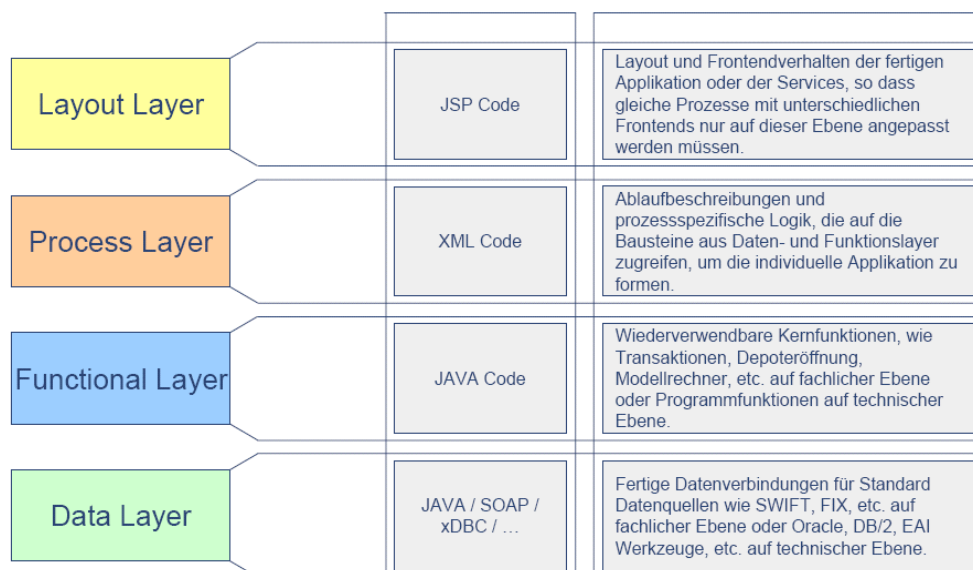 Layout Layer
JSP Code
Layout und Frontendverhalten der fertigen
Applikation oder der Services, so dass
gleiche Prozesse mit unterschiedlichen
Frontends nur auf dieser Ebene angepasst
werden müssen.
Process Layer
XML Code
Ablaufbeschreibungen und
prozessspezifische Logik, die auf die
Bausteine aus Daten- und Funktionslayer
zugreifen, um die individuelle Applikation zu
formen.
Functional Layer
JAVA Code
Wiederverwendbare Kernfunktionen, wie
Transaktionen, Depoteröffnung,
Modellrechner, etc. auf fachlicher Ebene
oder Programmfunktionen auf technischer
Ebene.
Data Layer
JAVA / SOAP /
xDBC / ...
Fertige Datenverbindungen für Standard
Datenquellen wie SWIFT, FIX, etc. auf
fachlicher Ebene oder Oracle, DB/2, EAI
Werkzeuge, etc. auf technischer Ebene.